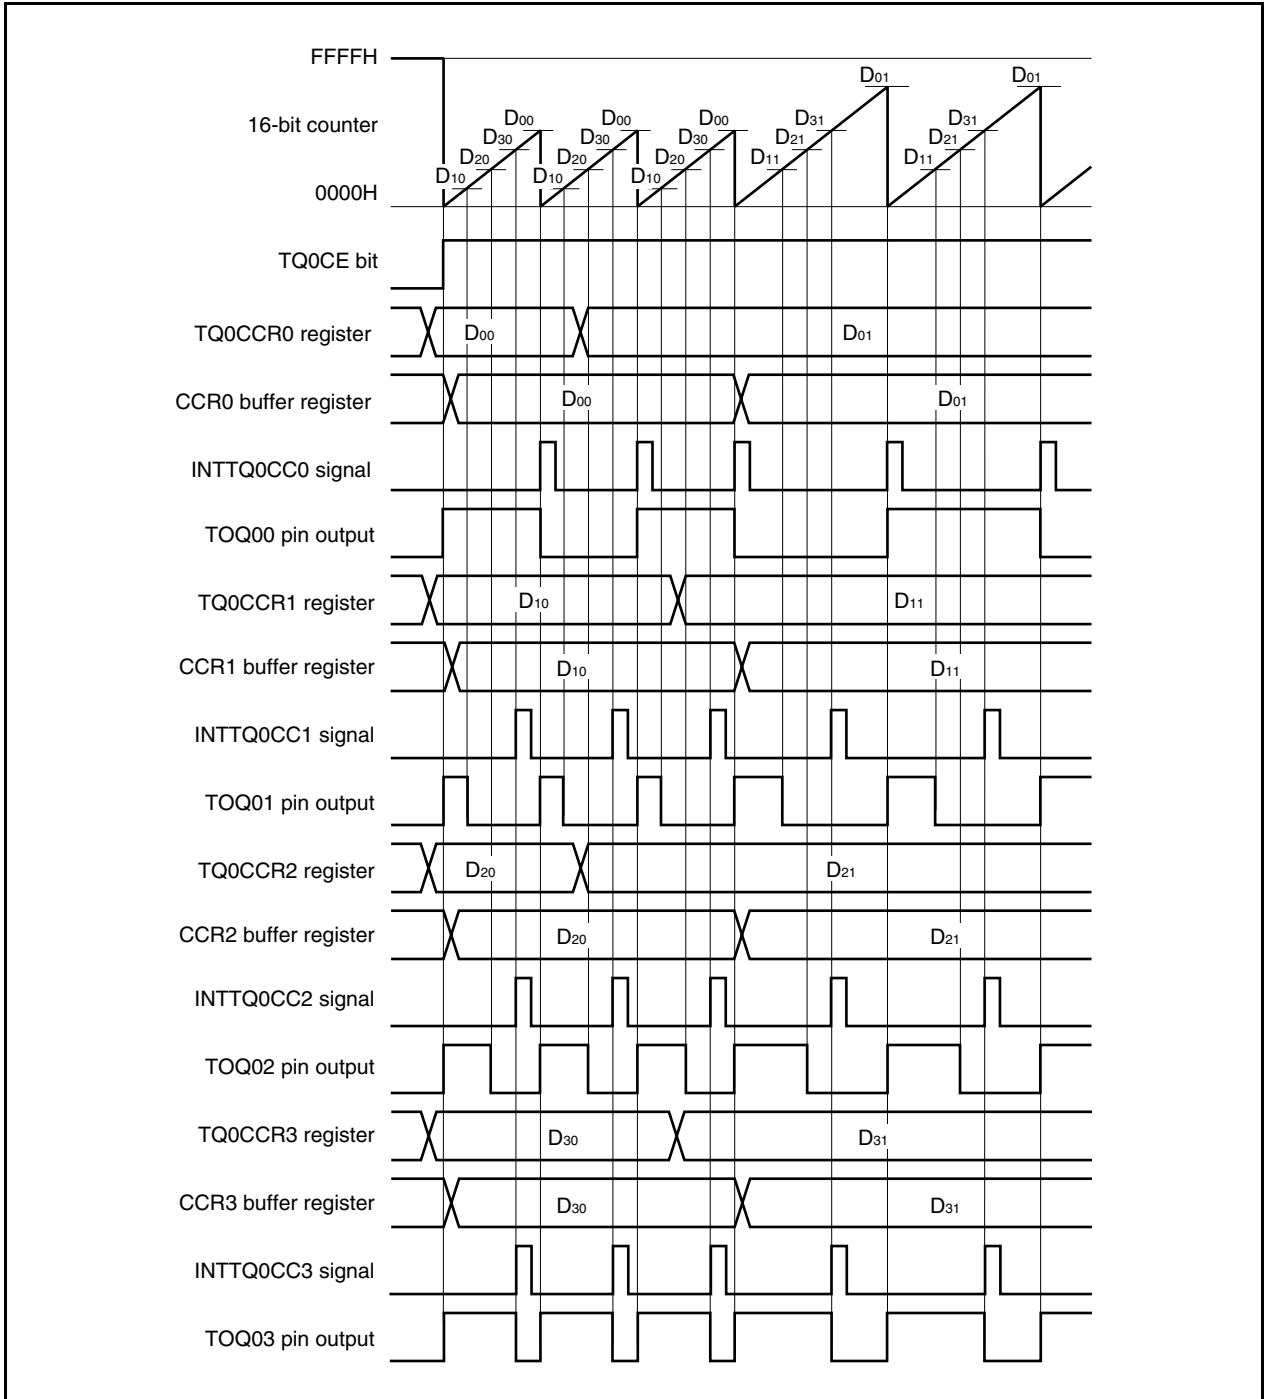 FFFFH
D01 D01
D00 D00 D00 D31 D31
16-bit counter
D30 D30 D30 D21 D21
D20 D20 D20 D11 D11
D10 D10 D10
0000H
TQ0CE bit
TQ0CCR0 register D00 D01
CCR0 buffer register D00 D01
INTTQ0CC0 signal
TOQ00 pin output
TQ0CCR1 register D10 D11
CCR1 buffer register D10 D11
INTTQ0CC1 signal
TOQ01 pin output
TQ0CCR2 register D20 D21
CCR2 buffer register D20 D21
INTTQ0CC2 signal
TOQ02 pin output
TQ0CCR3 register D30 D31
CCR3 buffer register D30 D31
INTTQ0CC3 signal
TOQ03 pin output